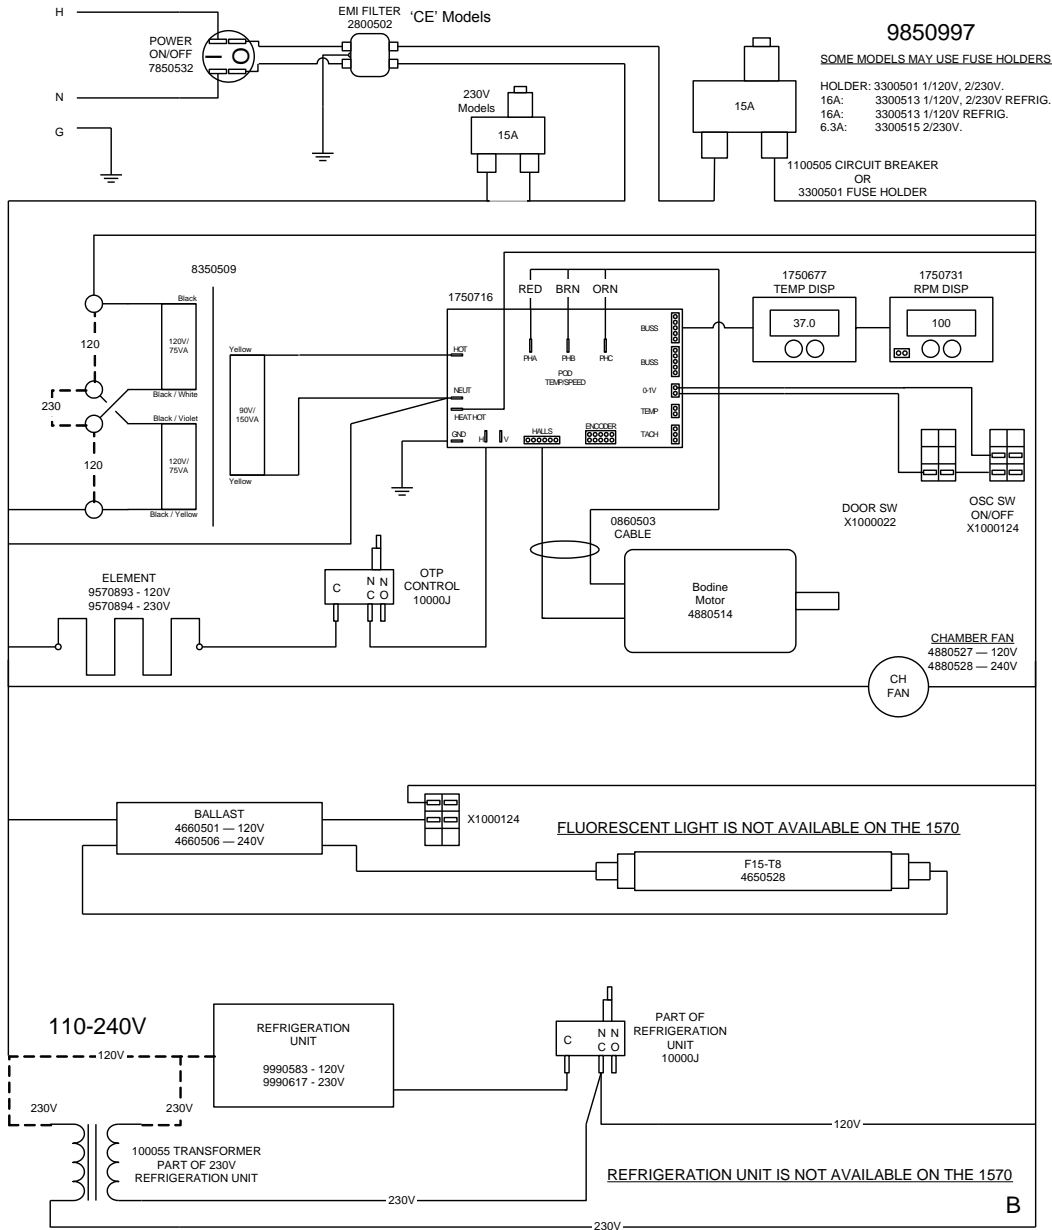 H
N
G
POWER
ON/OFF
7850532
EMI FILTER
2800502
'CE' Models
9850997
SOME MODELS MAY USE FUSE HOLDERS
HOLDER: 3300501 1/120V, 2/230V.
16A: 3300513 1/120V, 2/230V REFRIG.
16A: 3300513 1/120V REFRIG.
6.3A: 3300515 2/230V.
230V
Models
15A
15A
1100505 CIRCUIT BREAKER
OR
3300501 FUSE HOLDER
8350509
Black
120V/
75VA
Black / White
Black / Violet
120V/
75VA
Black / Yellow
120
230
120
Yellow
90V/
150VA
Yellow
1750716
RED BRN ORN
HOT
NEUT
HEAT HOT
GND
H V
PHA PHB PHC
POD
TEMP/SPEED
HALLS
ENCODER
BUSS
BUSS
0-1V
TEMP
TACH
1750677
TEMP DISP
37.0
1750731
RPM DISP
100
DOOR SW
X1000022
OSC SW
ON/OFF
X1000124
0860503
CABLE
Bodine
Motor
4880514
OTP
CONTROL
10000J
C
N
C
N
O
ELEMENT
9570893 - 120V
9570894 - 230V
CHAMBER FAN
4880527 — 120V
4880528 — 240V
CH
FAN
BALLAST
4660501 — 120V
4660506 — 240V
X1000124
FLUORESCENT LIGHT IS NOT AVAILABLE ON THE 1570
F15-T8
4650528
110-240V
120V
230V
230V
REFRIGERATION
UNIT
9990583 - 120V
9990617 - 230V
C
N
C
N
O
PART OF
REFRIGERATION
UNIT
10000J
100055 TRANSFORMER
PART OF 230V
REFRIGERATION UNIT
120V
REFRIGERATION UNIT IS NOT AVAILABLE ON THE 1570
230V
230V
B